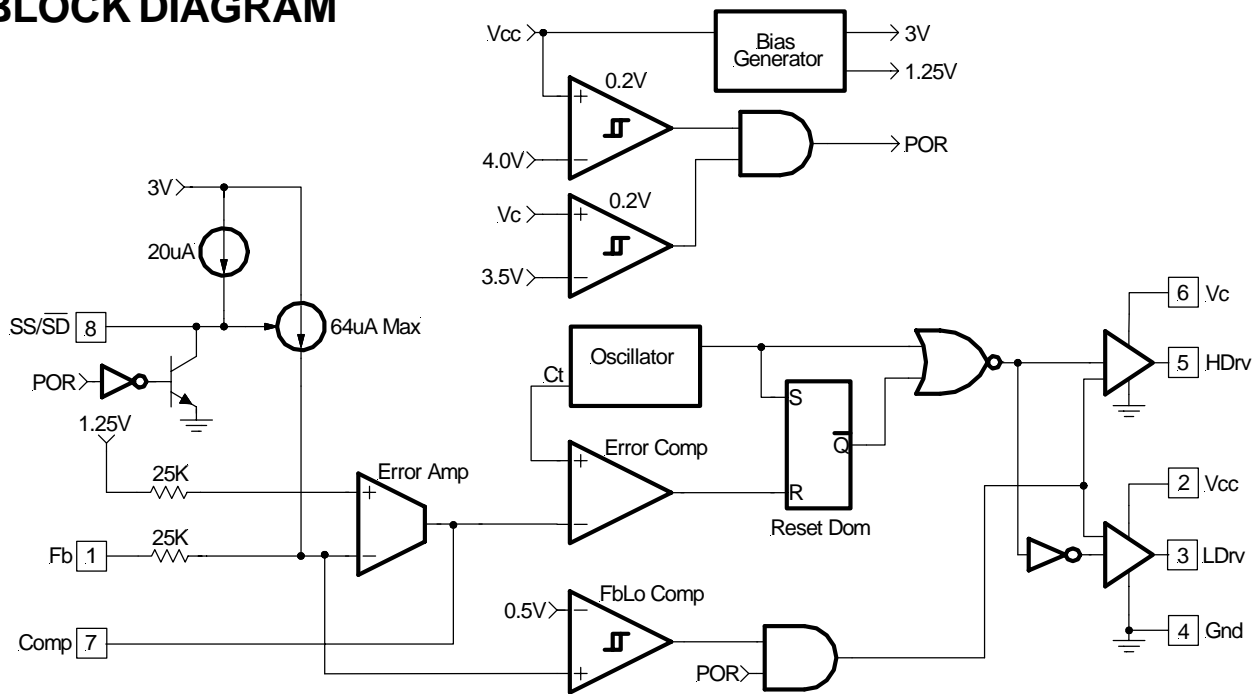 BLOCK DIAGRAM
Vcc
Bias
Generator
3V
1.25V
0.2V
+
4.0V
−
POR
Vc
+
0.2V
3.5V
−
3V
20uA
64uA Max
SS/SD
8
POR
1.25V
25K
Error Amp
+
Fb
1
25K
−
Comp
7
Oscillator
Ct
Error Comp
+
−
S
Q
R
Reset Dom
FbLo Comp
0.5V
−
+
POR
6
Vc
5
HDrv
2
Vcc
3
LDrv
4
Gnd